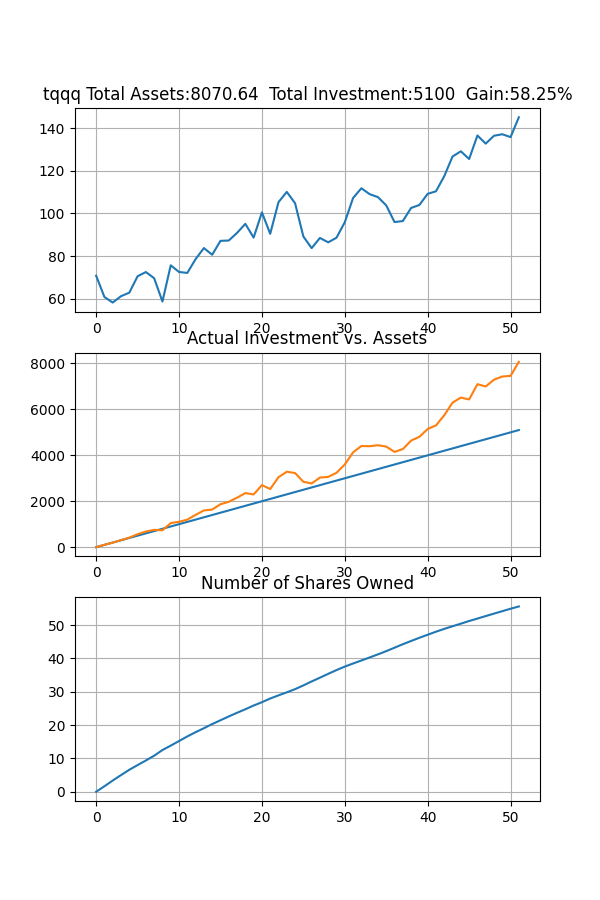 tqqq Total Assets:8070.64  Total Investment:5100  Gain:58.25%
140
120
100
80
60
0 10 20 30 40 50
Actual Investment vs. Assets
8000
6000
4000
2000
0
0 10 20 30 40 50
Number of Shares Owned
50
40
30
20
10
0
0 10 20 30 40 50